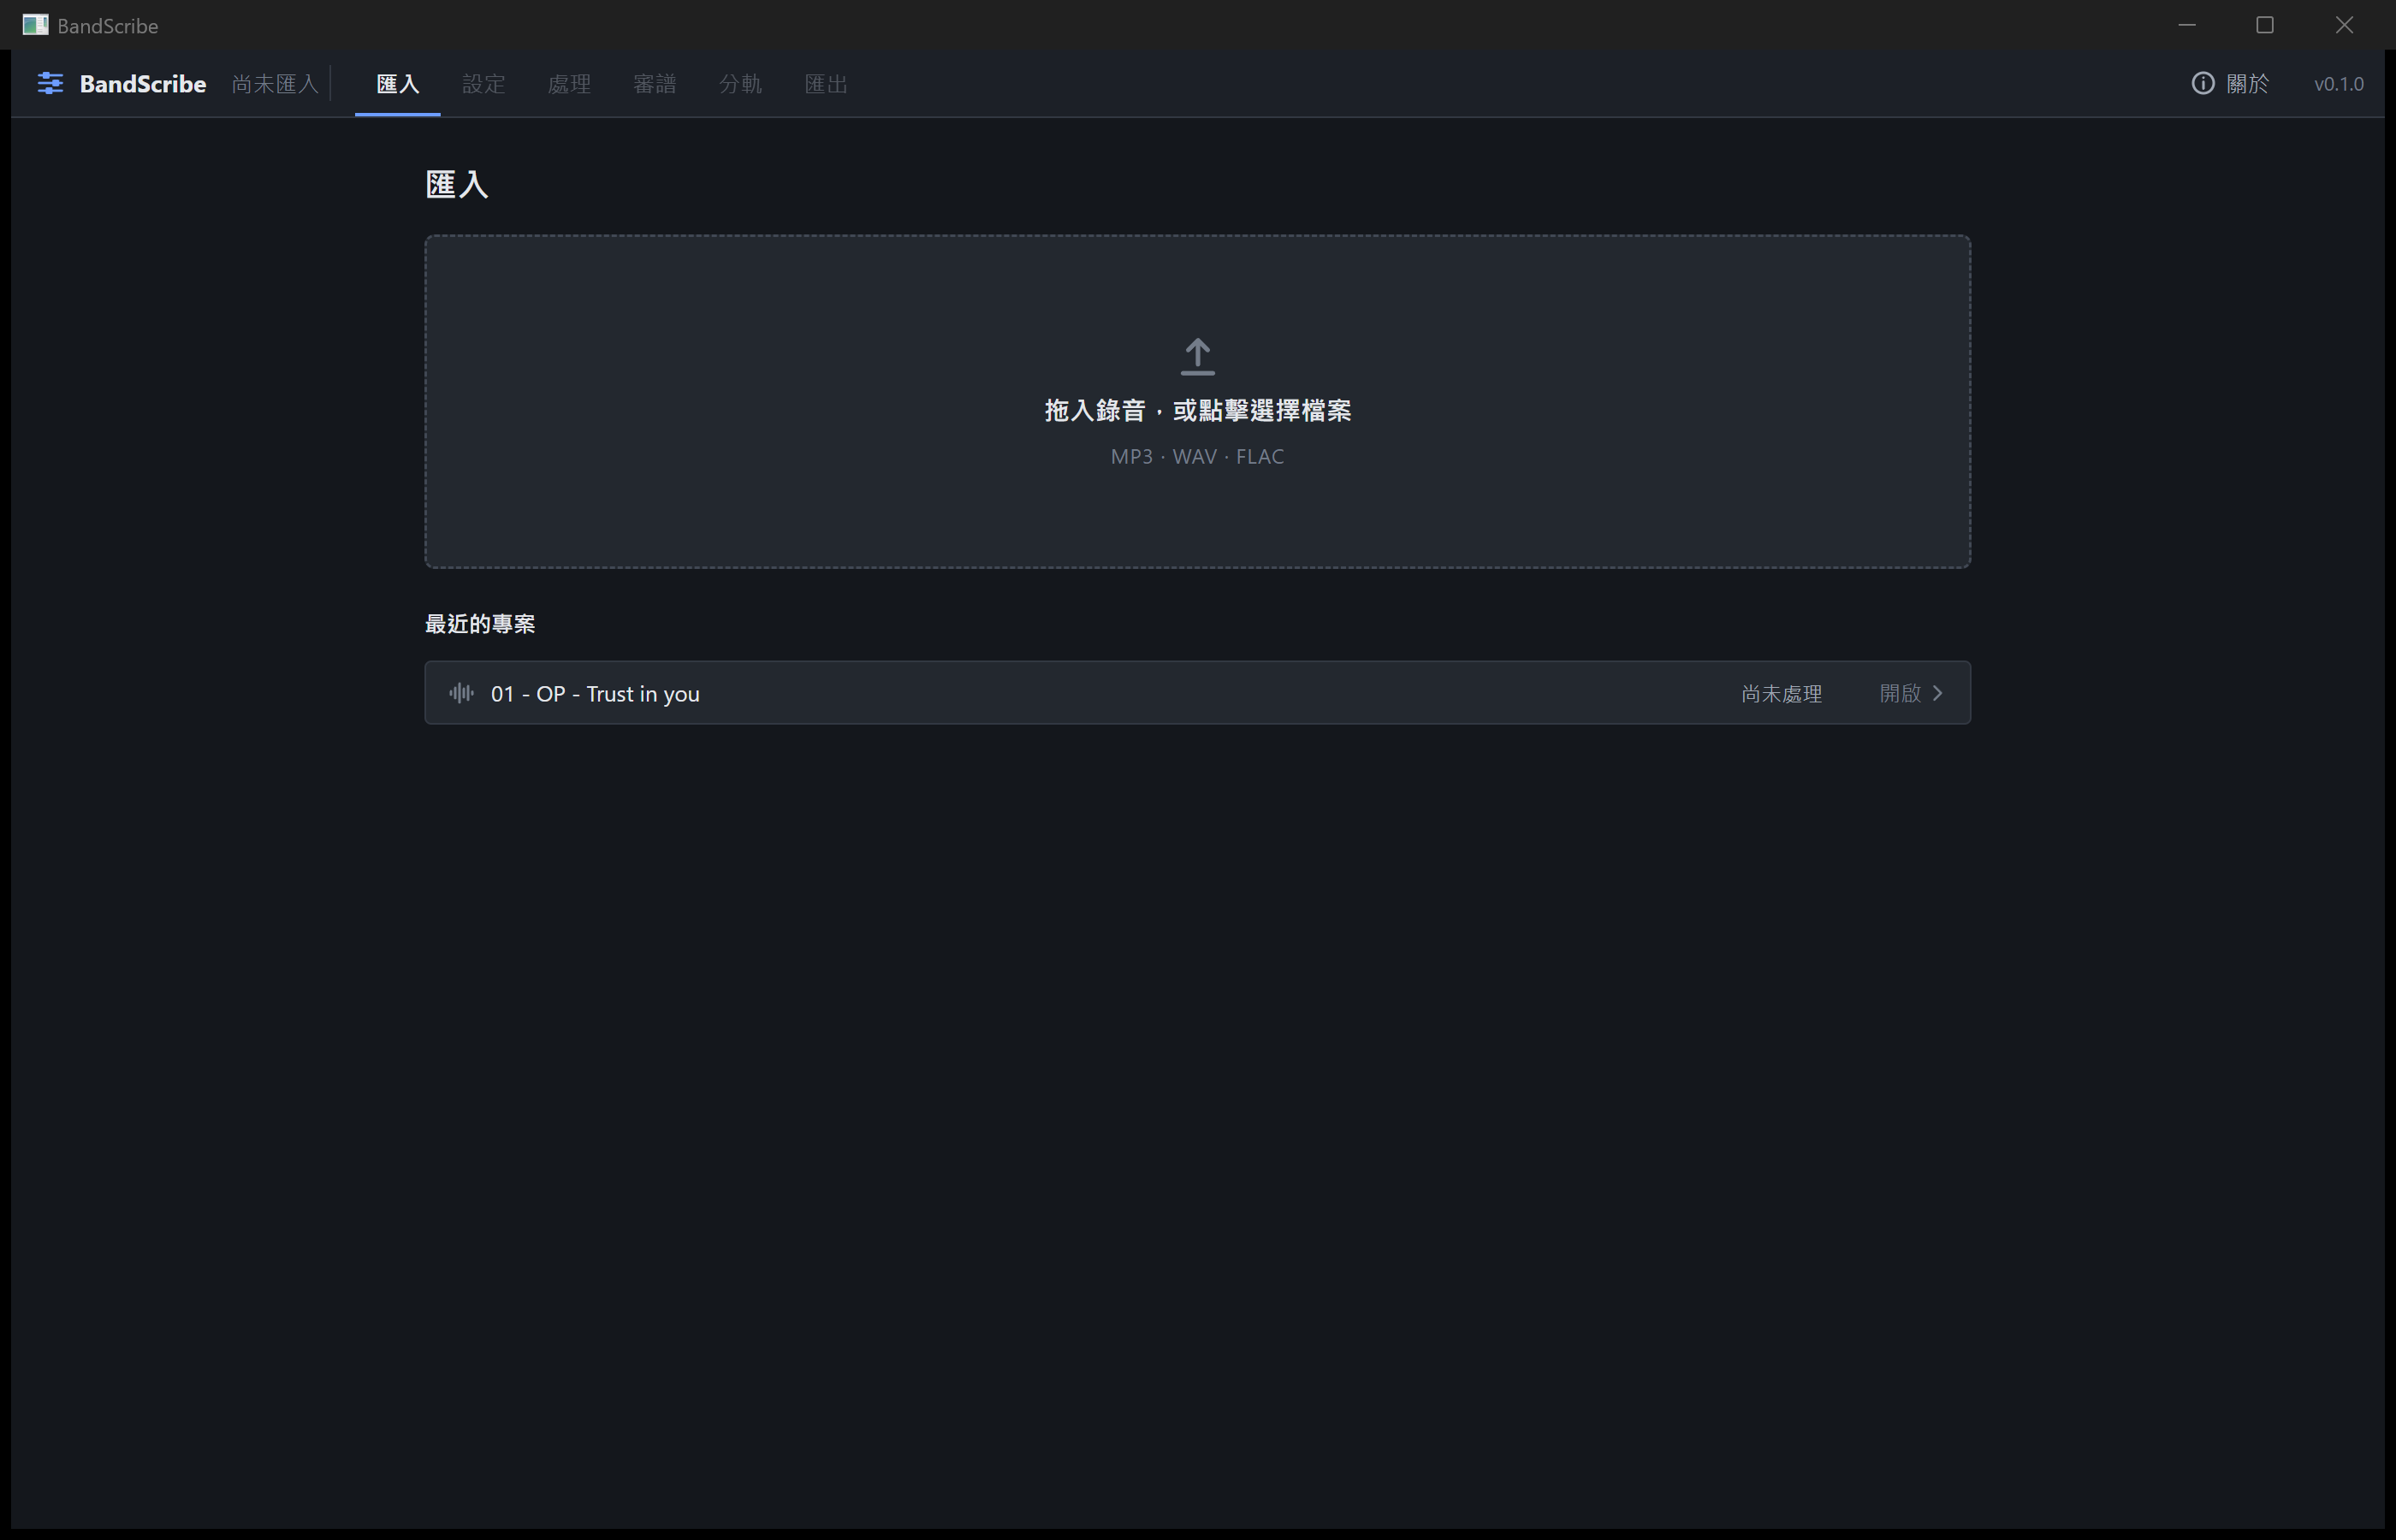 BandScribe
BandScribe 尚未匯入 匯入 設定 處理 審譜 分軌 匯出 關於 v0.1.0
匯入
拖入錄音，或點擊選擇檔案
MP3 · WAV · FLAC
最近的專案
01 - OP - Trust in you 尚未處理 開啟